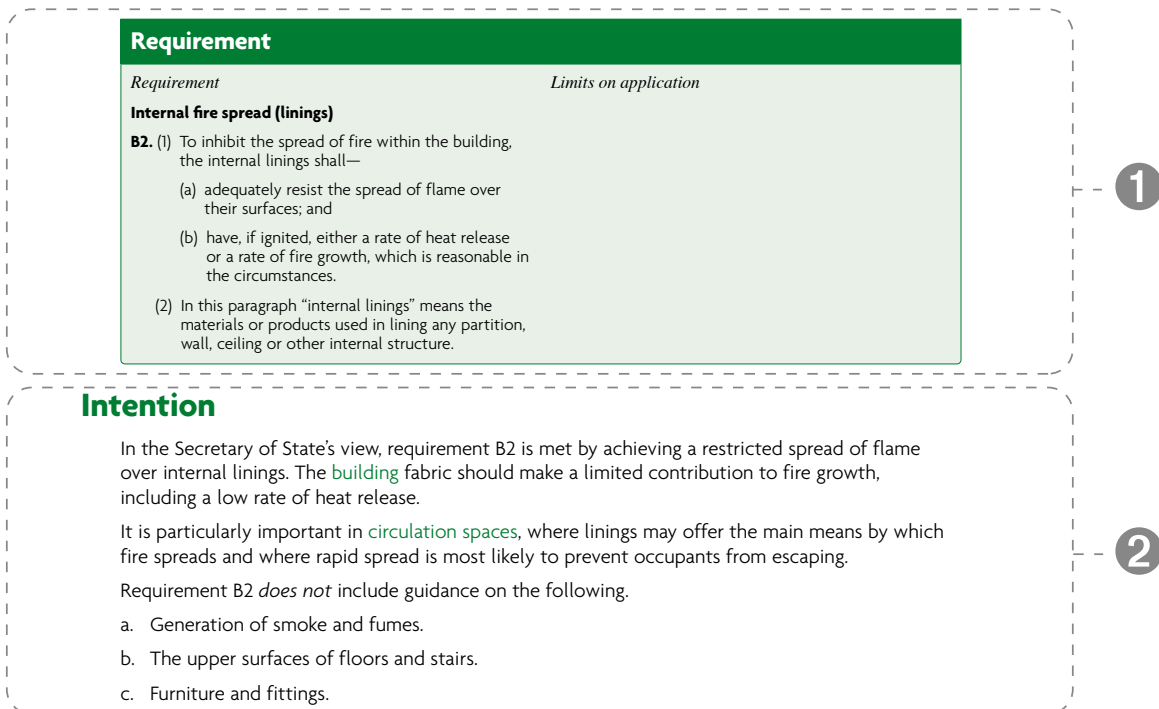 Requirement
Requirement Limits on application
Internal fire spread (linings)
B2. (1) To inhibit the spread of fire within the building,
the internal linings shall—
(a) adequately resist the spread of flame over
their surfaces; and
(b) have, if ignited, either a rate of heat release
or a rate of fire growth, which is reasonable in
the circumstances.
(2) In this paragraph “internal linings” means the
materials or products used in lining any partition,
wall, ceiling or other internal structure.
1
Intention
In the Secretary of State’s view, requirement B2 is met by achieving a restricted spread of flame
over internal linings. The building fabric should make a limited contribution to fire growth,
including a low rate of heat release.
It is particularly important in circulation spaces, where linings may offer the main means by which
fire spreads and where rapid spread is most likely to prevent occupants from escaping.
Requirement B2 does not include guidance on the following.
a. Generation of smoke and fumes.
b. The upper surfaces of floors and stairs.
c. Furniture and fittings.
2